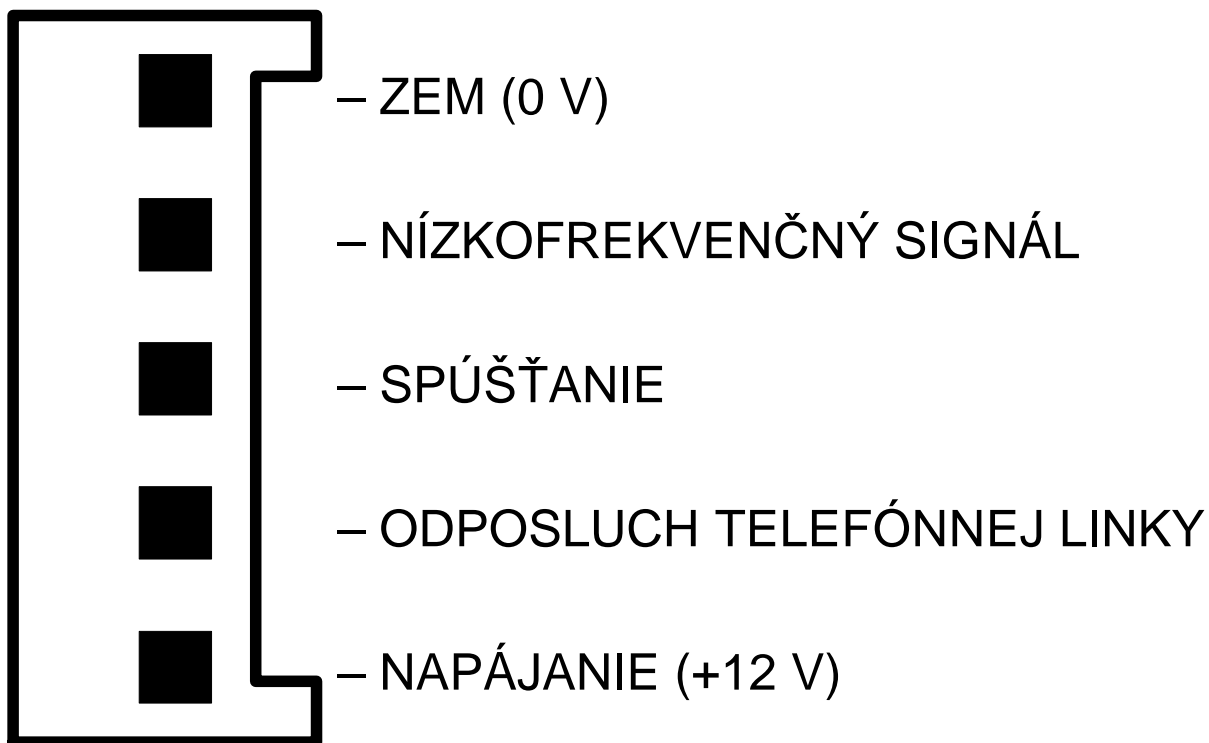 – ZEM (0 V)
– NÍZKOFREKVENČNÝ SIGNÁL
– SPÚŠŤANIE
– ODPOSLUCH TELEFÓNNEJ LINKY
– NAPÁJANIE (+12 V)